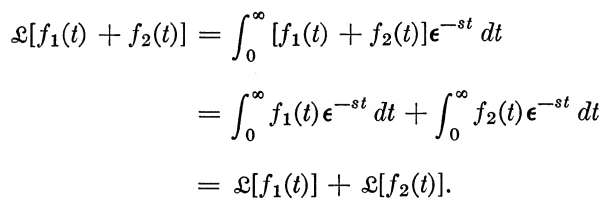 ℒ[f₁(t) + f₂(t)] = ∫₀^∞ [f₁(t) + f₂(t)]ϵ^{−st} dt
= ∫₀^∞ f₁(t)ϵ^{−st} dt + ∫₀^∞ f₂(t)ϵ^{−st} dt
= ℒ[f₁(t)] + ℒ[f₂(t)].